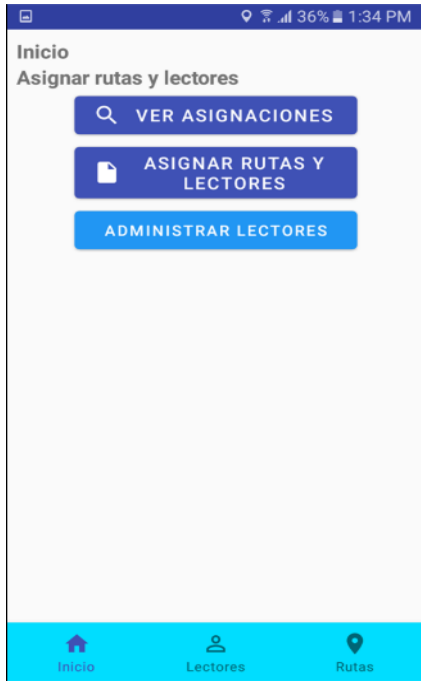 36% 1:34 PM
Inicio
Asignar rutas y lectores
VER ASIGNACIONES
ASIGNAR RUTAS Y
LECTORES
ADMINISTRAR LECTORES
Inicio Lectores Rutas